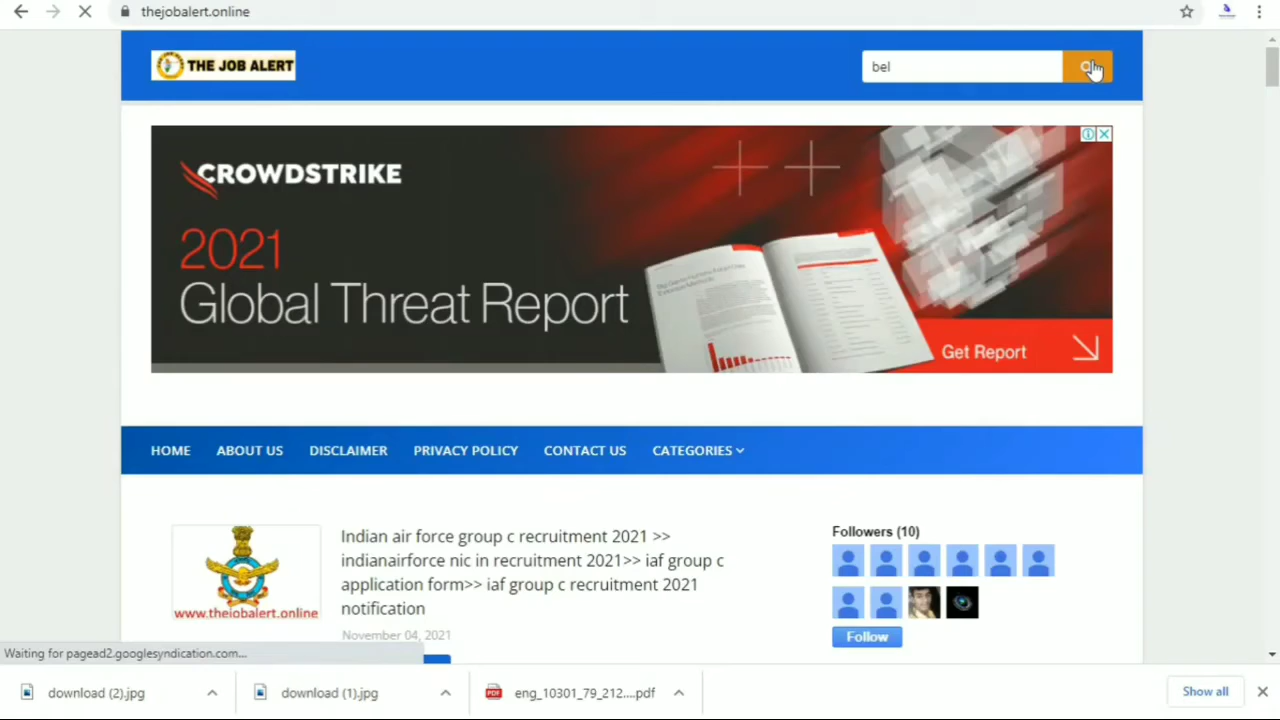 thejobalert.online
THE JOB ALERT
bel
CROWDSTRIKE
2021
Global Threat Report
Get Report
HOME ABOUT US DISCLAIMER PRIVACY POLICY CONTACT US CATEGORIES
Indian air force group c recruitment 2021 >>
indianairforce nic in recruitment 2021>> iaf group c
application form>> iaf group c recruitment 2021
notification
www.thejobalert.online
November 04, 2021
Followers (10)
Follow
Waiting for pagead2.googlesyndication.com...
download (2).jpg
download (1).jpg
PDF
eng_10301_79_212....pdf
Show all